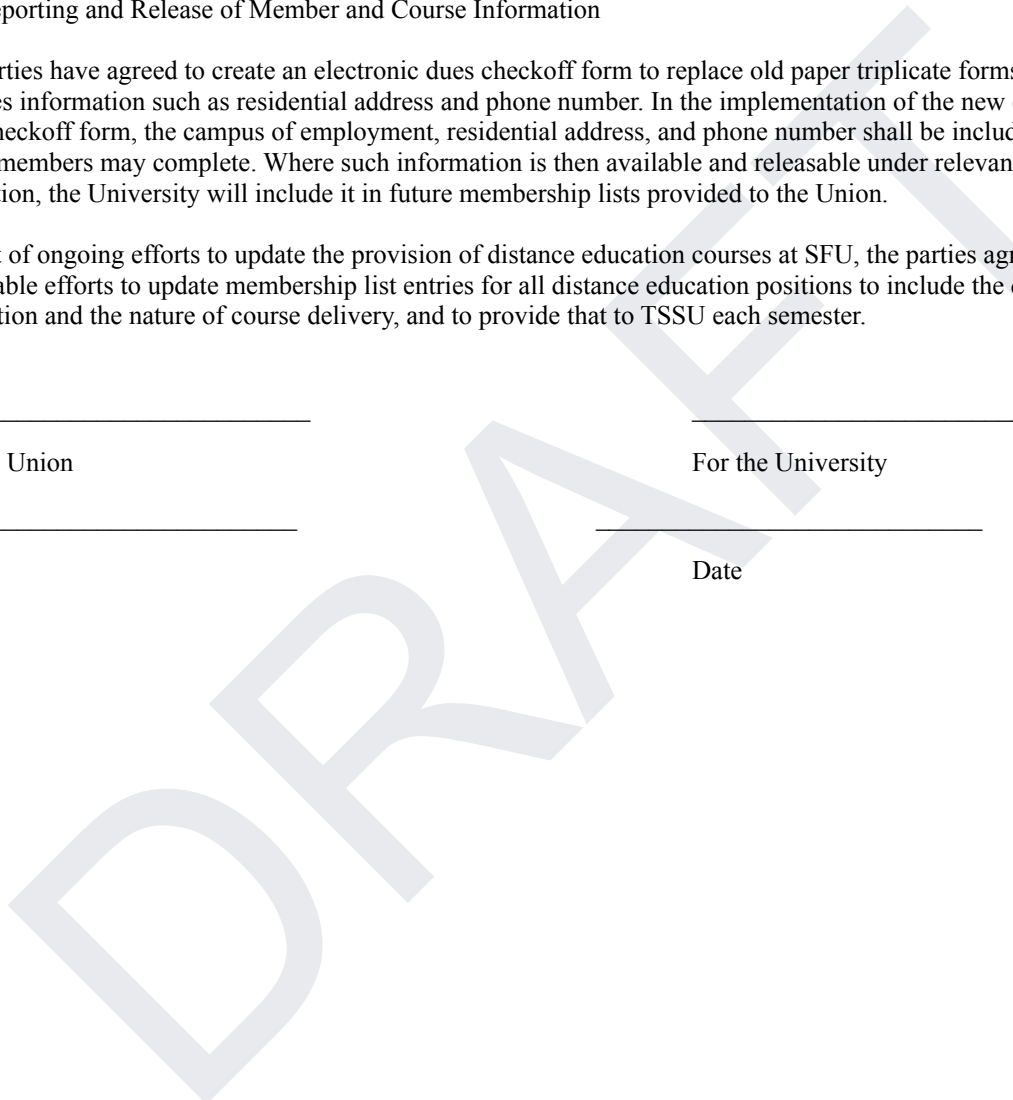 porting and Release of Member and Course Information
rties have agreed to create an electronic dues checkoff form to replace old paper triplicate forms
es information such as residential address and phone number. In the implementation of the new
heckoff form, the campus of employment, residential address, and phone number shall be includ
members may complete. Where such information is then available and releasable under relevan
tion, the University will include it in future membership lists provided to the Union.
t of ongoing efforts to update the provision of distance education courses at SFU, the parties agr
able efforts to update membership list entries for all distance education positions to include the
tion and the nature of course delivery, and to provide that to TSSU each semester.
Union
For the University
Date
DRAFT